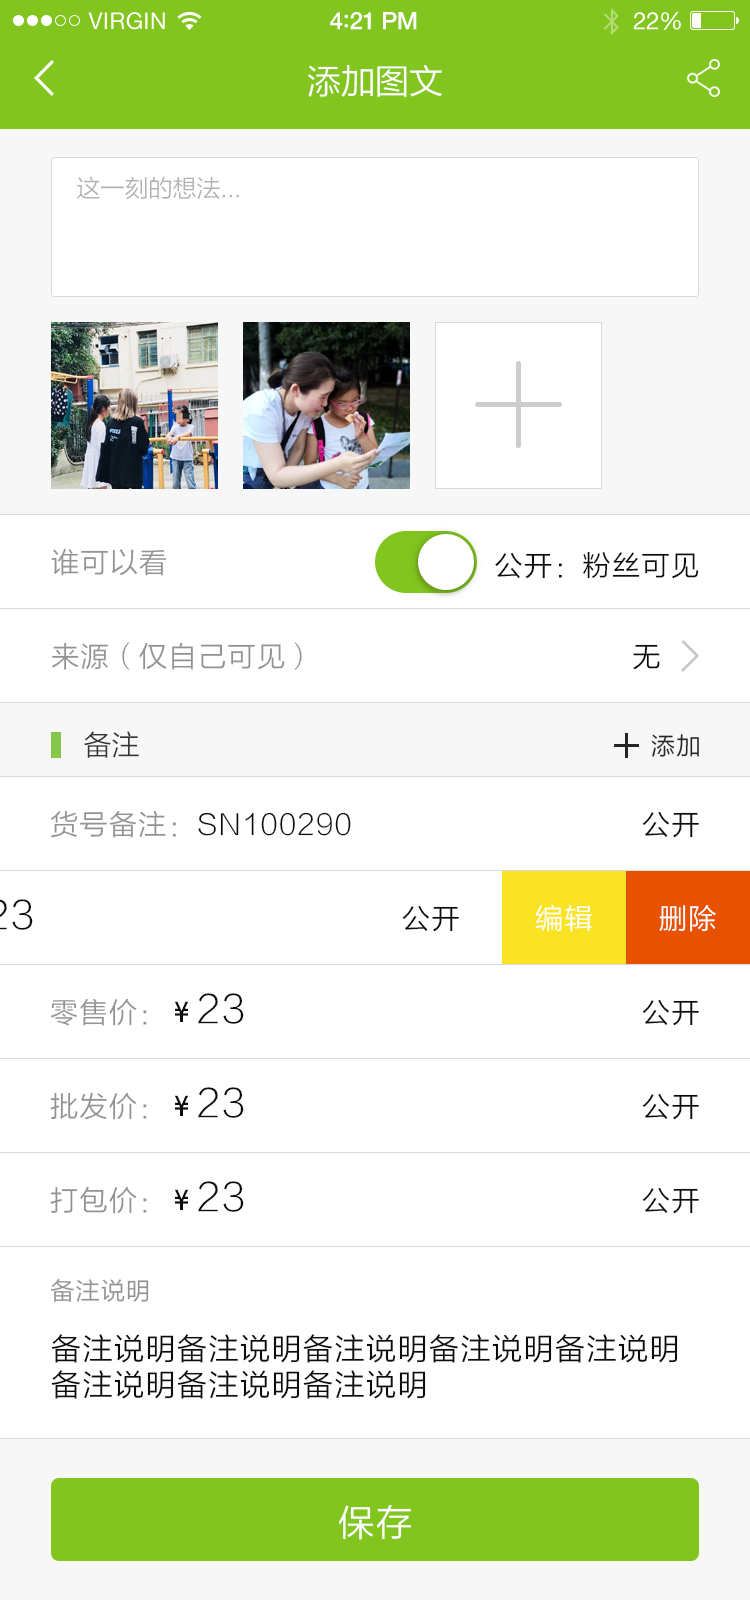 VIRGIN 4:21 PM 22%
添加图文
这一刻的想法...
谁可以看 公开：粉丝可见
来源（仅自己可见） 无
备注 添加
货号备注：SN100290 公开
23 公开 编辑 删除
零售价：¥23 公开
批发价：¥23 公开
打包价：¥23 公开
备注说明
备注说明备注说明备注说明备注说明备注说明
备注说明备注说明备注说明
保存